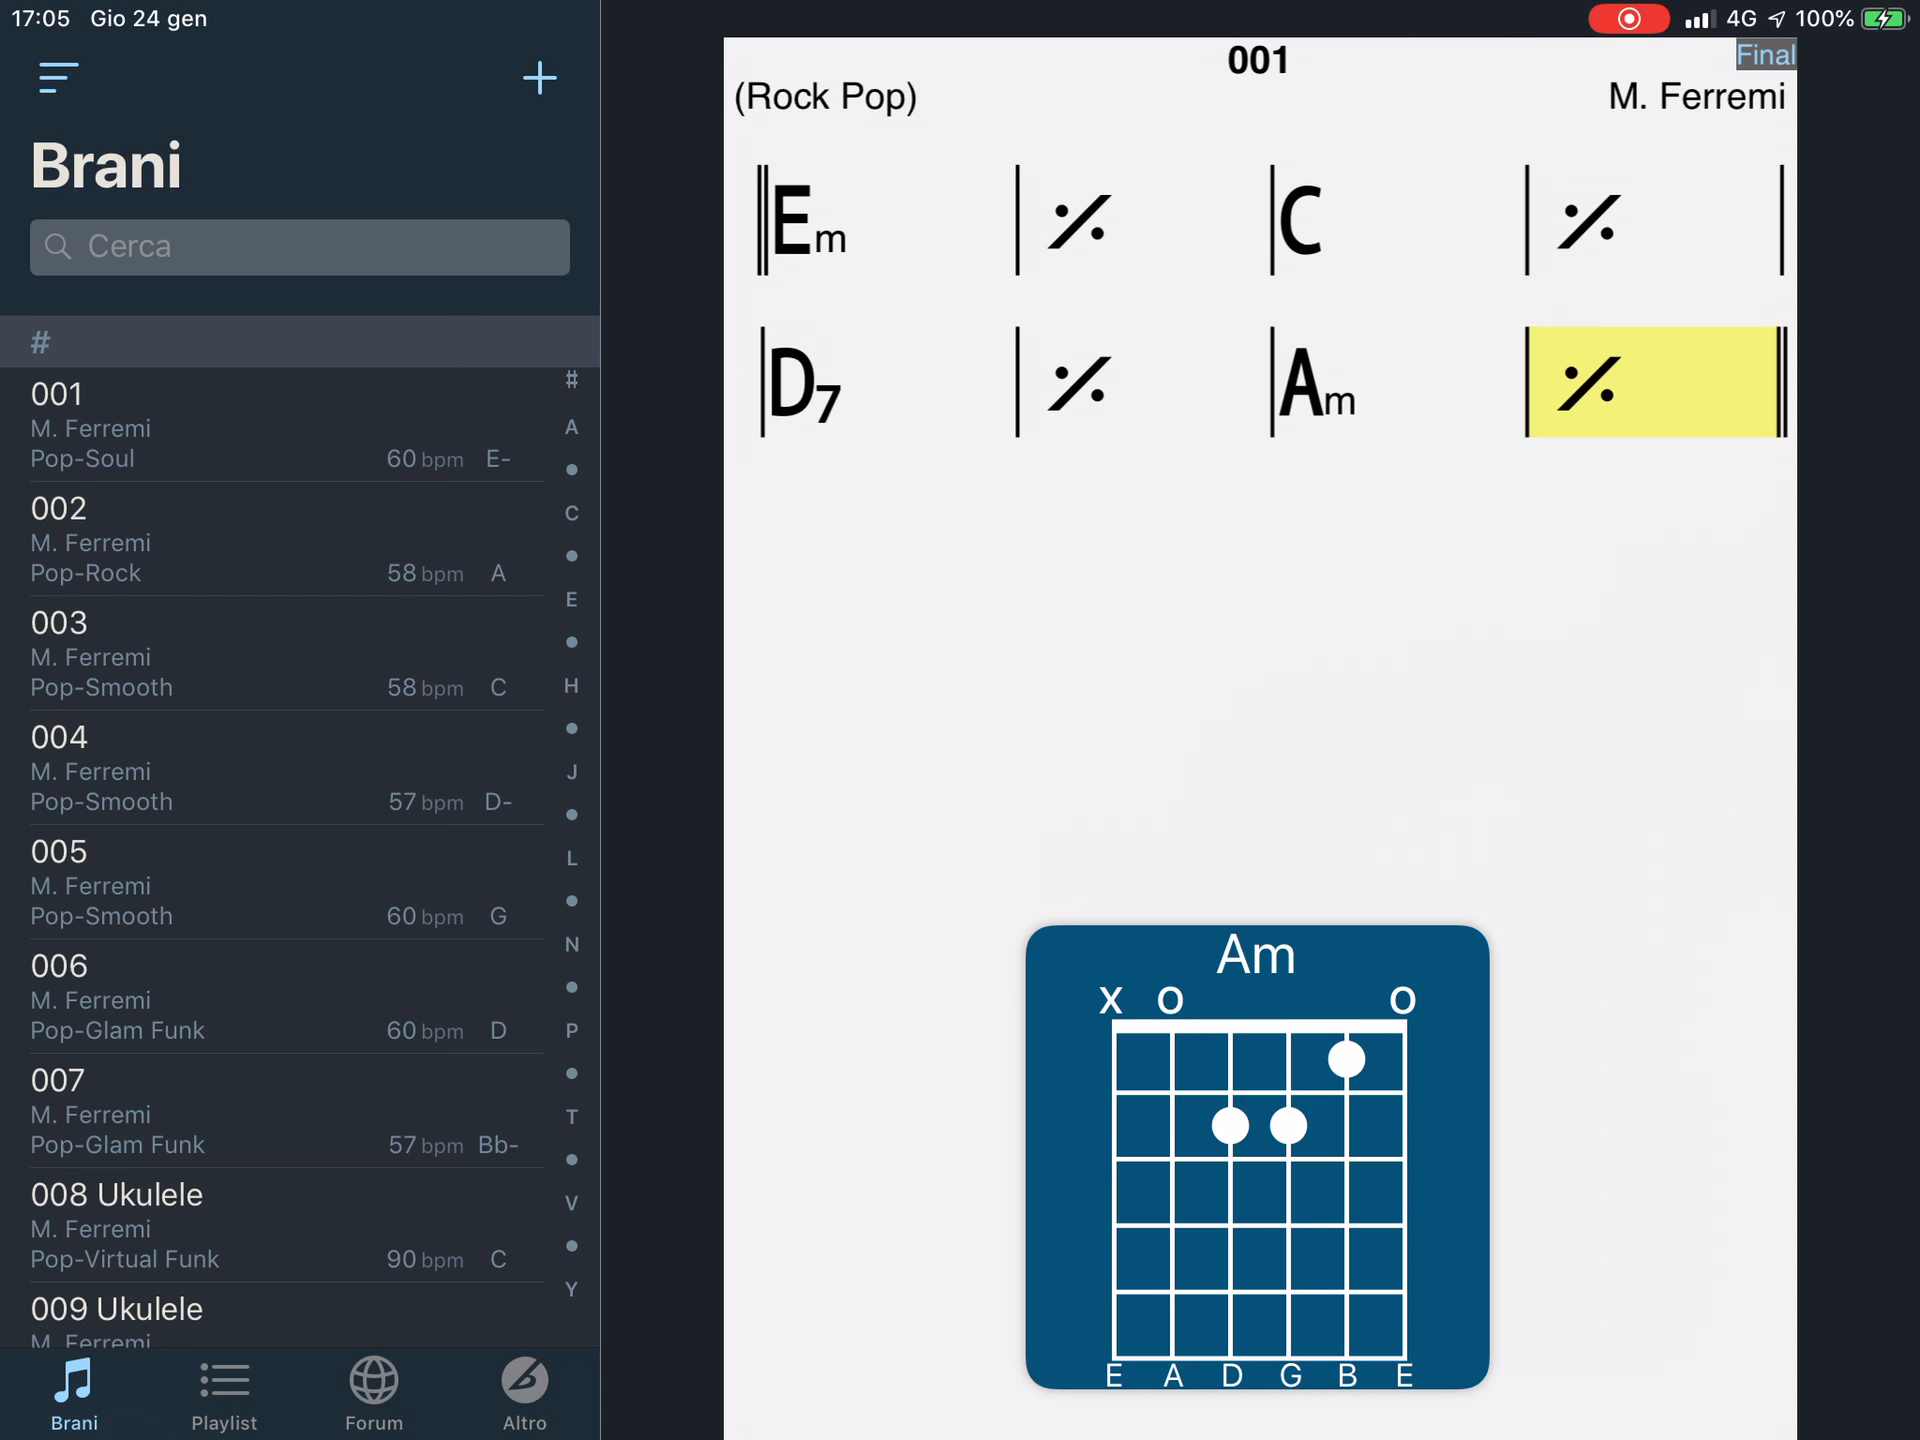 17:05 Gio 24 gen
4G 100%
Brani
Cerca
#
001
M. Ferremi
Pop-Soul 60 bpm E-
002
M. Ferremi
Pop-Rock 58 bpm A
003
M. Ferremi
Pop-Smooth 58 bpm C
004
M. Ferremi
Pop-Smooth 57 bpm D-
005
M. Ferremi
Pop-Smooth 60 bpm G
006
M. Ferremi
Pop-Glam Funk 60 bpm D
007
M. Ferremi
Pop-Glam Funk 57 bpm Bb-
008 Ukulele
M. Ferremi
Pop-Virtual Funk 90 bpm C
009 Ukulele
M. Ferremi
#
A
C
E
H
J
L
N
P
T
V
Y
Brani Playlist Forum Altro
001
Final
(Rock Pop) M. Ferremi
Em C
D7 Am
Am
x o o
E A D G B E